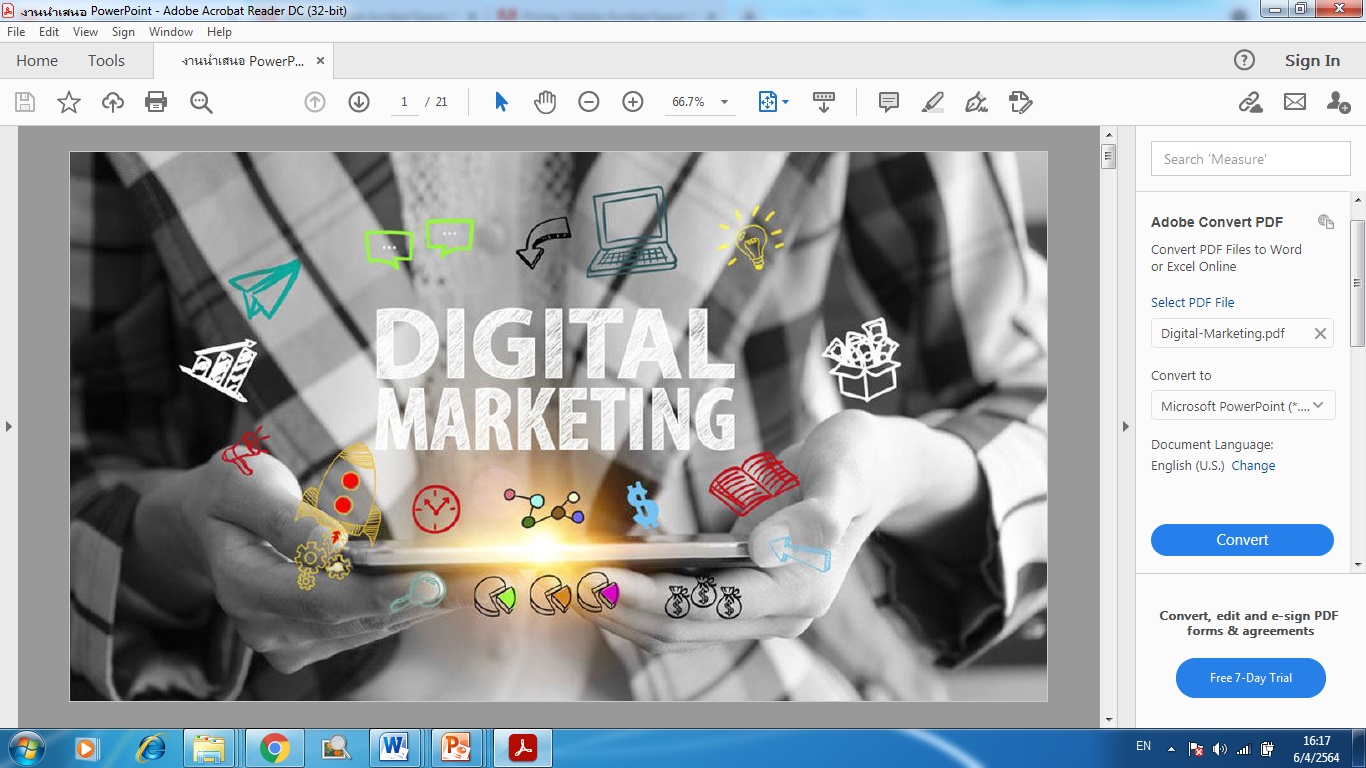 งานนำเสนอ PowerPoint - Adobe Acrobat Reader DC (32-bit)
File Edit View Sign Window Help
Home Tools งานนำเสนอ PowerP... × Sign In
1 / 21 66.7%
Search 'Measure'
Adobe Convert PDF
Convert PDF Files to Word
or Excel Online
Select PDF File
Digital-Marketing.pdf
Convert to
Microsoft PowerPoint (*....
Document Language:
English (U.S.) Change
Convert
Convert, edit and e-sign PDF
forms & agreements
Free 7-Day Trial
DIGITAL
MARKETING
EN 16:17
6/4/2564